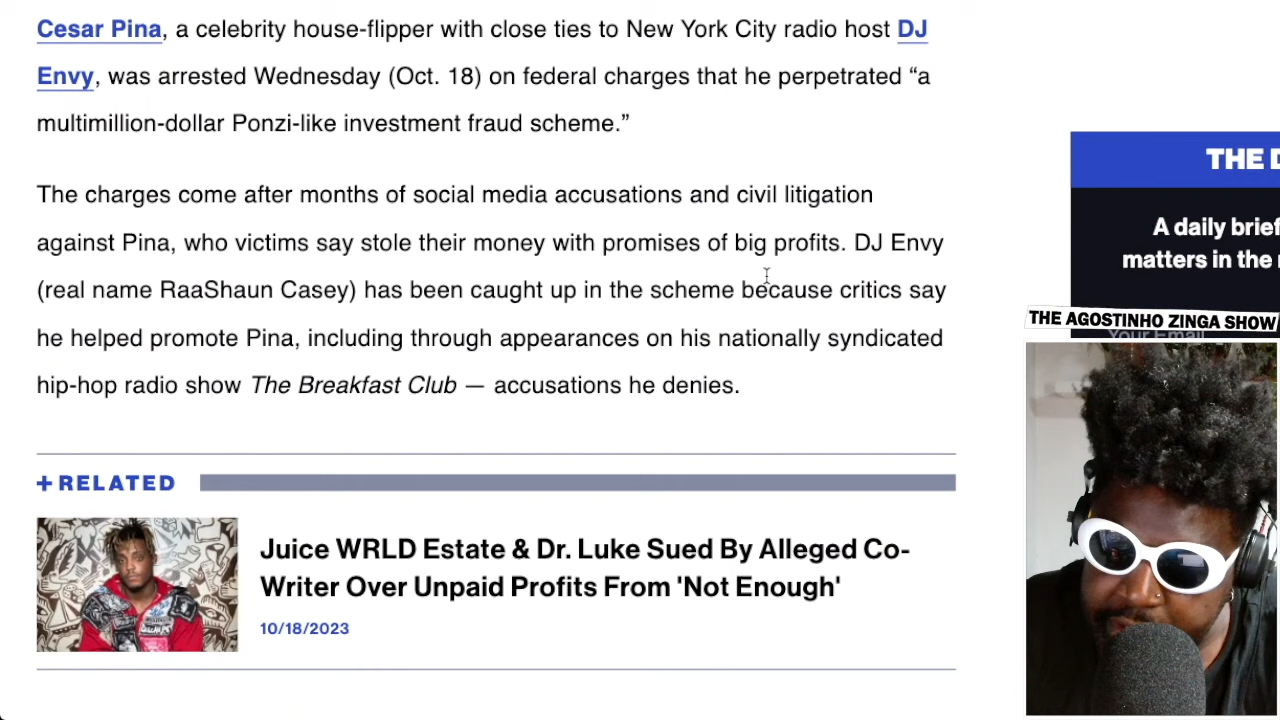 Cesar Pina, a celebrity house-flipper with close ties to New York City radio host DJ
Envy, was arrested Wednesday (Oct. 18) on federal charges that he perpetrated “a
multimillion-dollar Ponzi-like investment fraud scheme.”
The charges come after months of social media accusations and civil litigation
against Pina, who victims say stole their money with promises of big profits. DJ Envy
(real name RaaShaun Casey) has been caught up in the scheme because critics say
he helped promote Pina, including through appearances on his nationally syndicated
hip-hop radio show The Breakfast Club — accusations he denies.
+ RELATED
Juice WRLD Estate & Dr. Luke Sued By Alleged Co-
Writer Over Unpaid Profits From 'Not Enough'
10/18/2023
THE
A daily
matters in the
THE AGOSTINHO ZINGA SHOW
Your Email